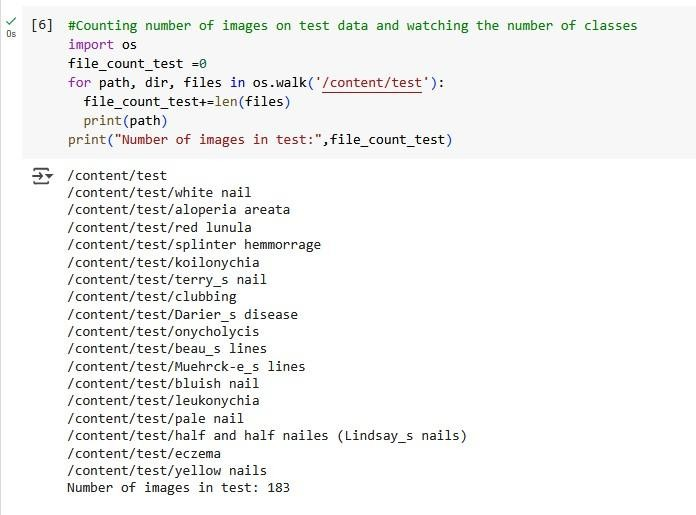 0s
[6] #Counting number of images on test data and watching the number of classes
import os
file_count_test =0
for path, dir, files in os.walk('/content/test'):
  file_count_test+=len(files)
  print(path)
print("Number of images in test:",file_count_test)
/content/test
/content/test/white nail
/content/test/aloperia areata
/content/test/red lunula
/content/test/splinter hemmorrage
/content/test/koilonychia
/content/test/terry_s nail
/content/test/clubbing
/content/test/Darier_s disease
/content/test/onycholycis
/content/test/beau_s lines
/content/test/Muehrck-e_s lines
/content/test/bluish nail
/content/test/leukonychia
/content/test/pale nail
/content/test/half and half nailes (Lindsay_s nails)
/content/test/eczema
/content/test/yellow nails
Number of images in test: 183